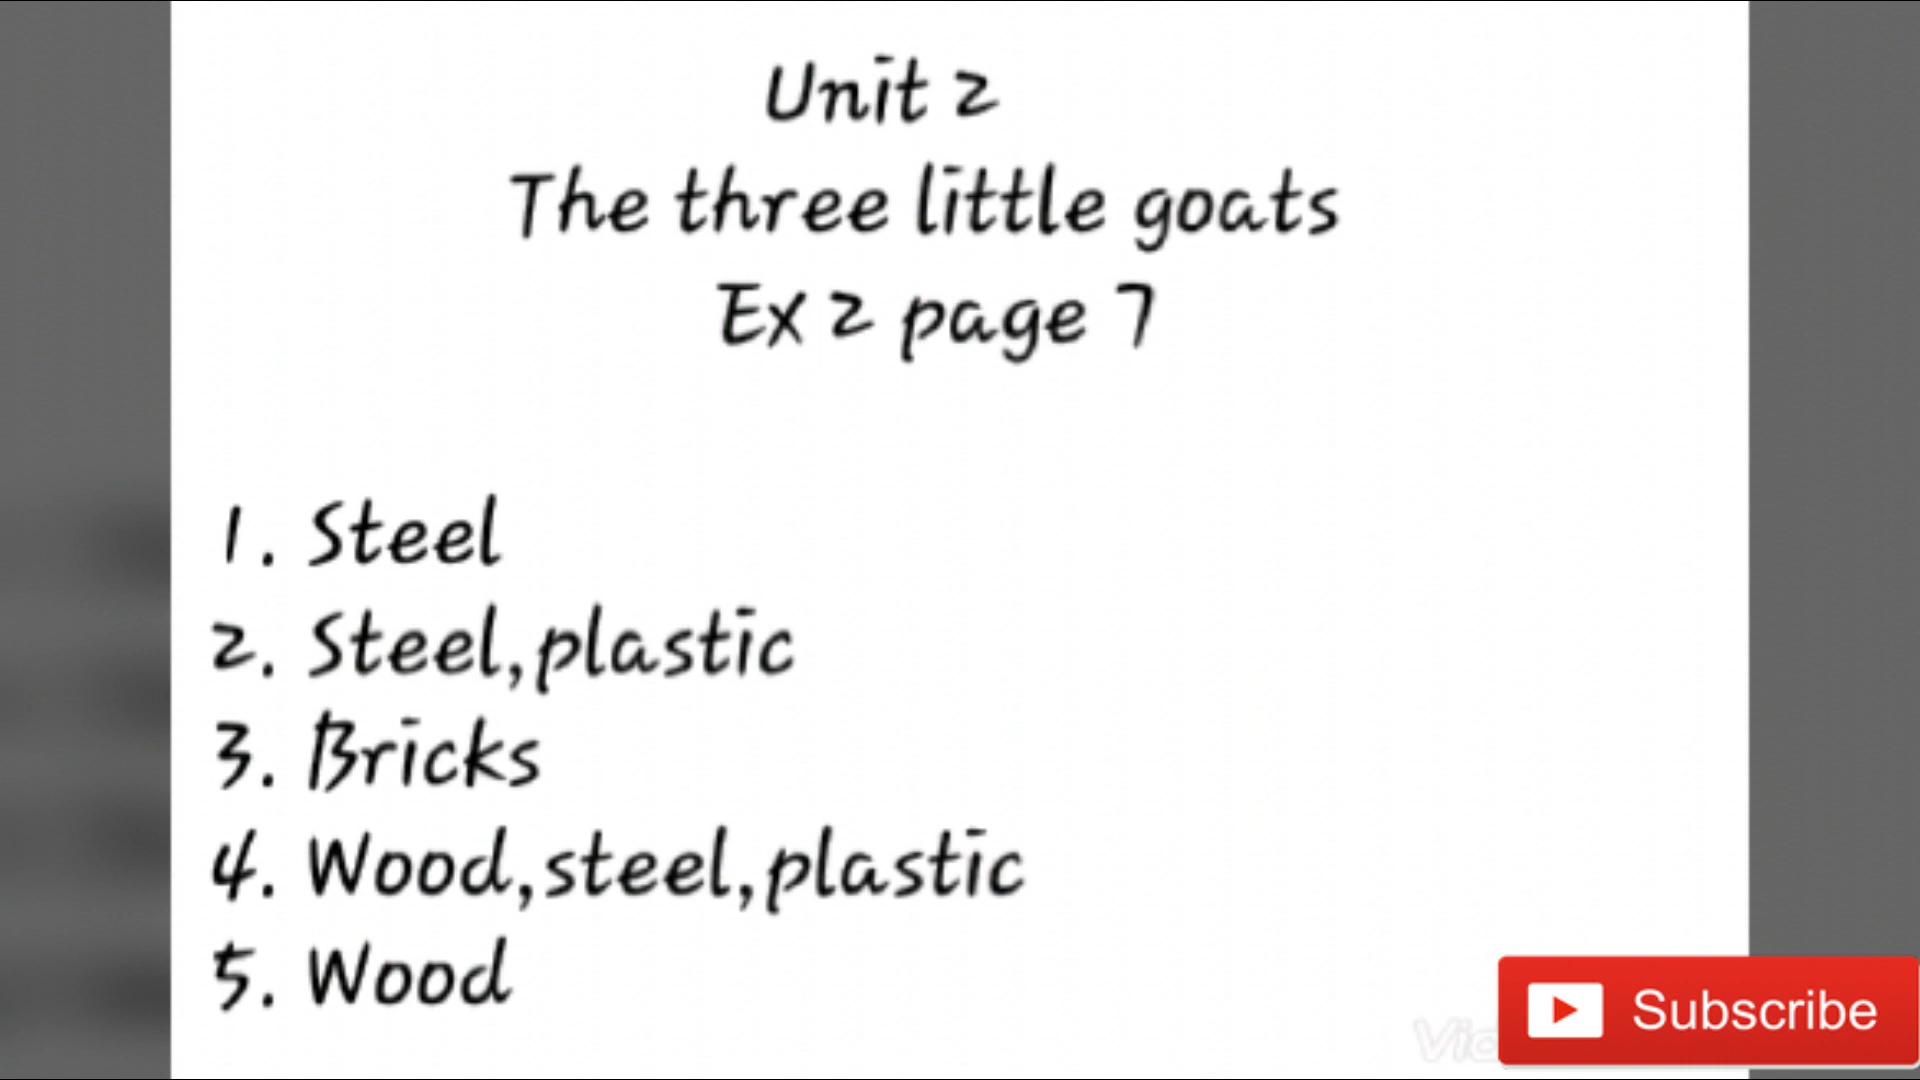 Unit 2
The three little goats
Ex 2 page 7
1. Steel
2. Steel,plastic
3. Bricks
4. Wood,steel,plastic
5. Wood
Subscribe